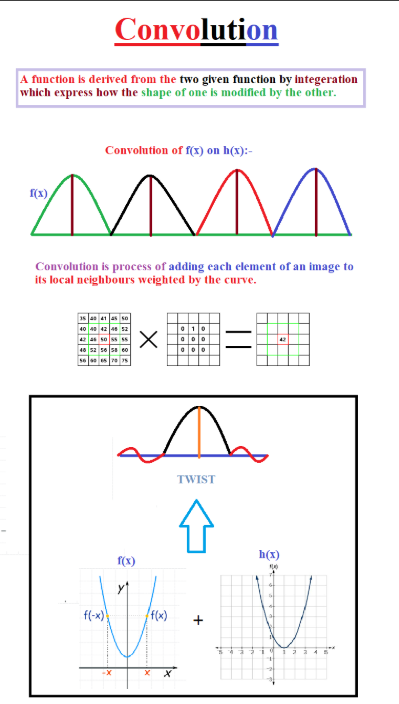 Convolution
A function is derived from the two given function by integeration
which express how the shape of one is modified by the other.
Convolution of f(x) on h(x):-
f(x)
Convolution is process of adding each element of an image to
its local neighbours weighted by the curve.
35 40 41 45 50
40 40 42 46 52
42 46 50 55 55
48 52 56 58 60
56 60 65 70 75
0 1 0
0 0 0
0 0 0
42
TWIST
f(x)
h(x)
y
f(-x)
f(x)
+
-x
x
x
f(x)